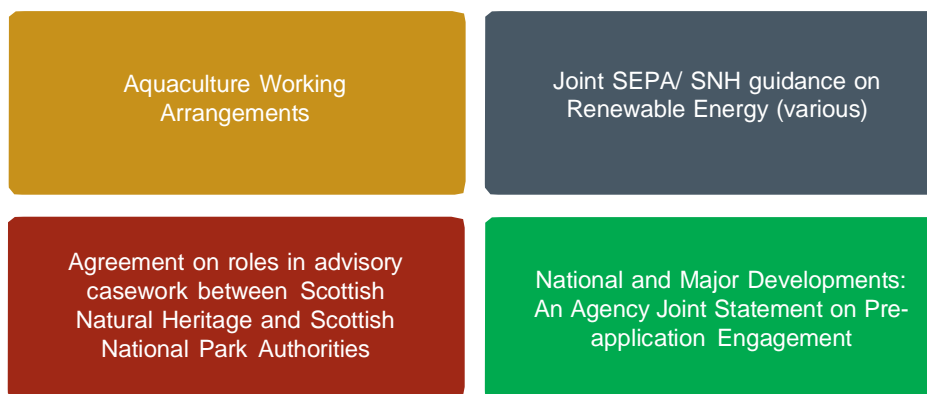 Aquaculture Working
Arrangements
Joint SEPA/ SNH guidance on
Renewable Energy (various)
Agreement on roles in advisory
casework between Scottish
Natural Heritage and Scottish
National Park Authorities
National and Major Developments:
An Agency Joint Statement on Pre-
application Engagement